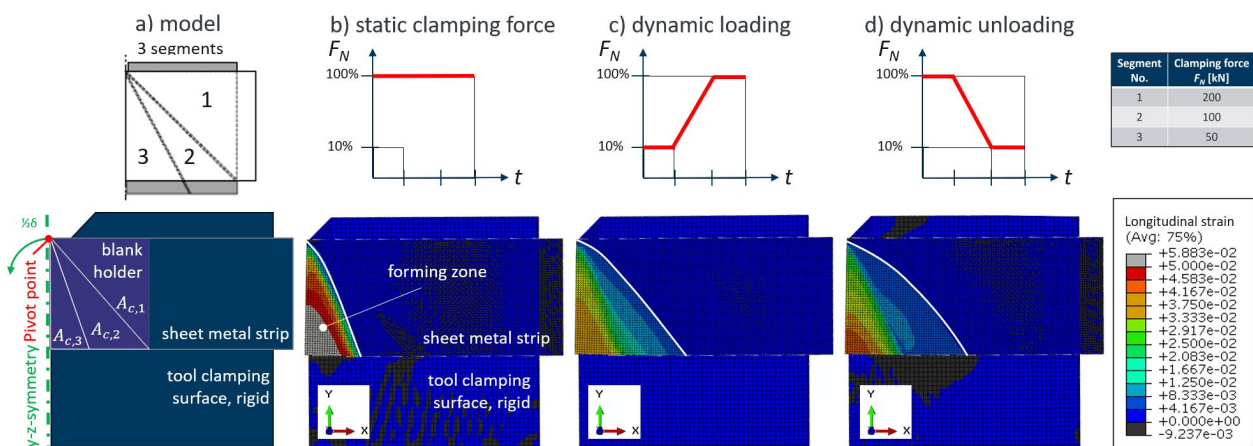 a) model
3 segments
1
2
3
b) static clamping force
F_N
100%
10%
t
c) dynamic loading
F_N
100%
10%
t
d) dynamic unloading
F_N
100%
10%
t
Segment No. Clamping force F_N [kN]
1 200
2 100
3 50
½δ
Pivot point
y-z-symmetry
blank
holder
A_c,1
A_c,2
A_c,3
sheet metal strip
tool clamping
surface, rigid
forming zone
sheet metal strip
tool clamping
surface, rigid
Y
X
Y
X
Y
X
Longitudinal strain
(Avg: 75%)
+5.883e-02
+5.000e-02
+4.583e-02
+4.167e-02
+3.750e-02
+3.333e-02
+2.917e-02
+2.500e-02
+2.083e-02
+1.667e-02
+1.250e-02
+8.333e-03
+4.167e-03
+0.000e+00
-9.237e-03